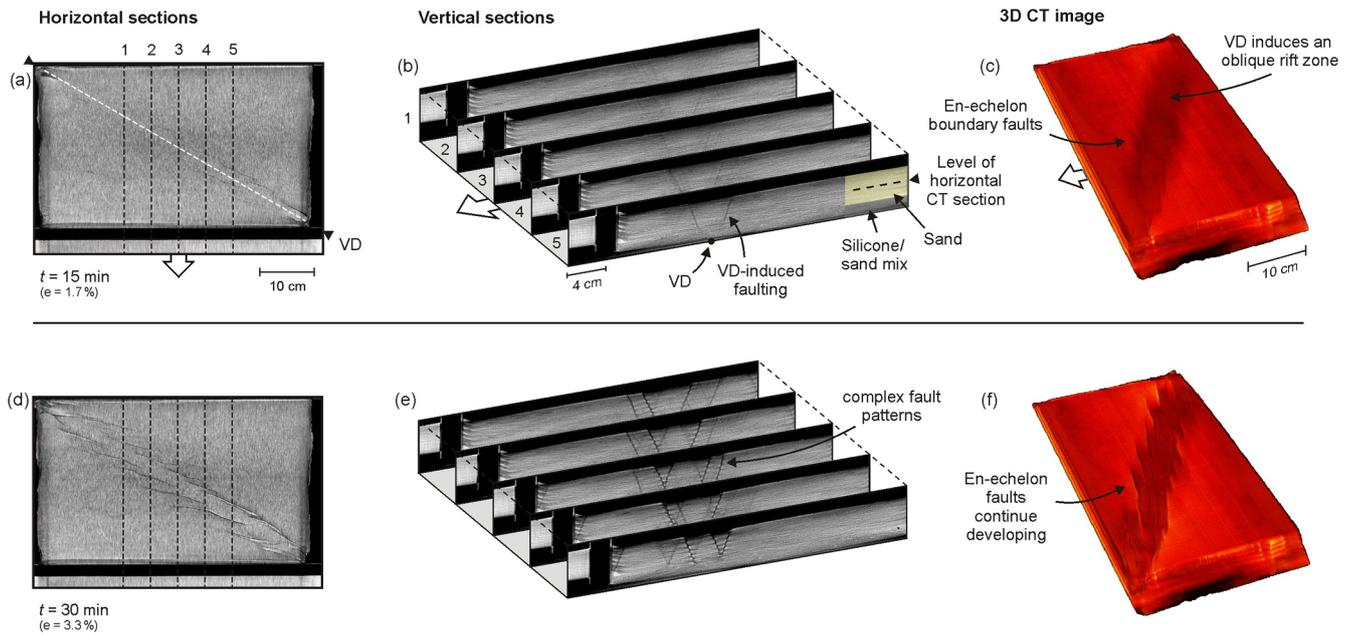 Horizontal sections
Vertical sections
3D CT image
(a)
1 2 3 4 5
VD
t = 15 min
(e = 1.7 %)
10 cm
(b)
1
2
3
4
5
4 cm
VD
VD-induced
faulting
Silicone/
sand mix
Sand
Level of
horizontal
CT section
(c)
VD induces an
oblique rift zone
En-echelon
boundary faults
10 cm
(d)
t = 30 min
(e = 3.3 %)
(e)
complex fault
patterns
(f)
En-echelon
faults
continue
developing